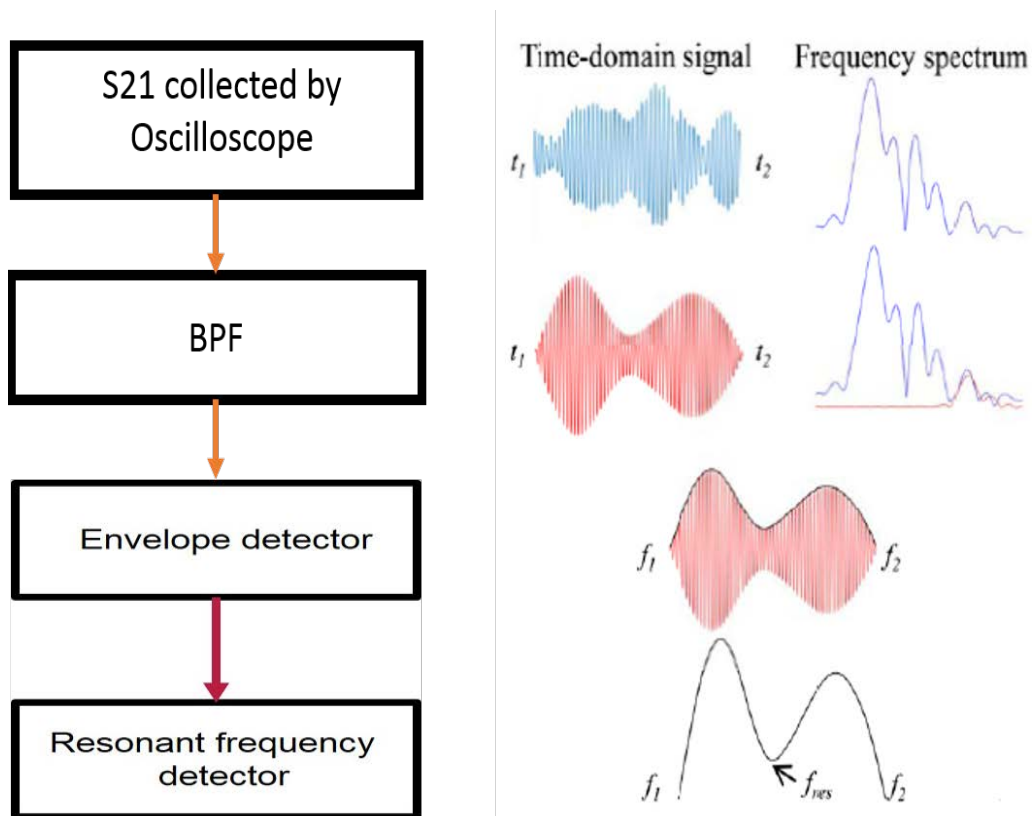 S21 collected by
Oscilloscope
BPF
Envelope detector
Resonant frequency
detector
Time-domain signal
Frequency spectrum
t1
t2
t1
t2
f1
f2
f1
fres
f2